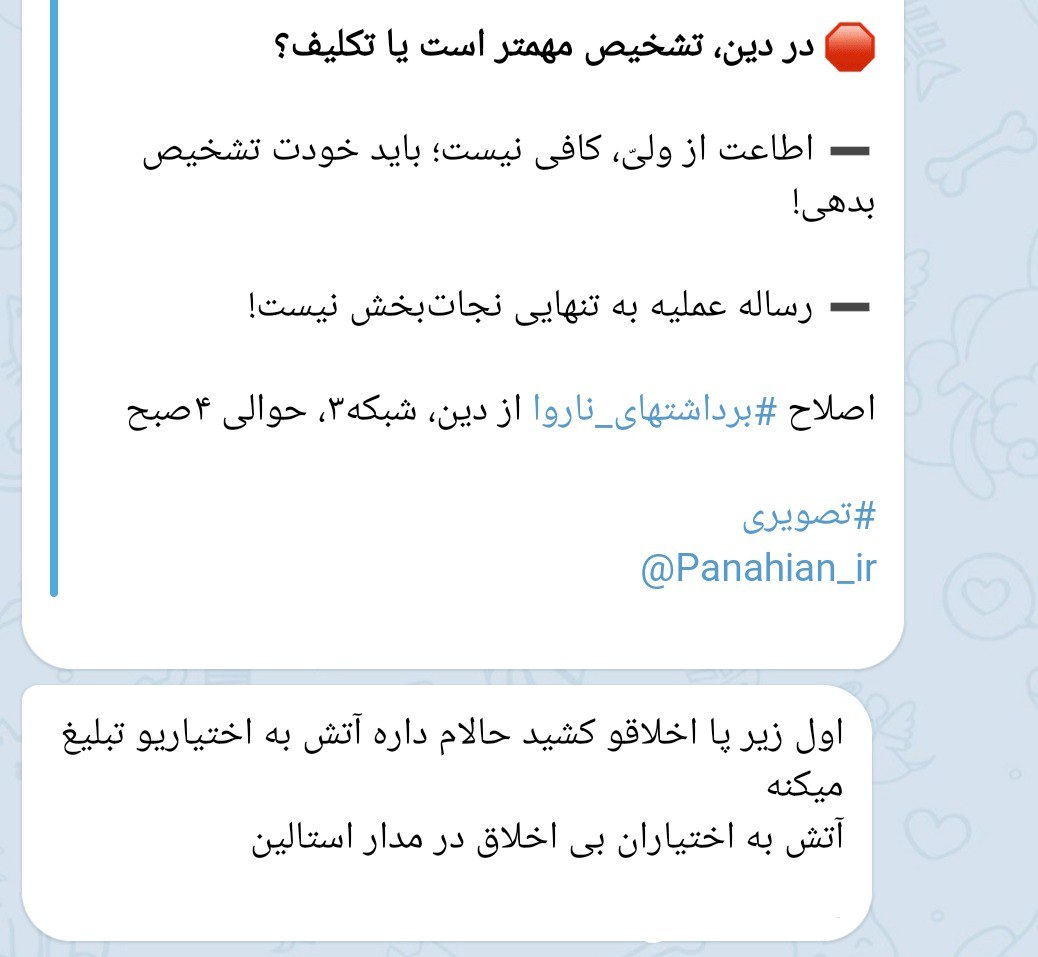 🛑 در دین، تشخیص مهمتر است یا تکلیف؟
➖ اطاعت از ولیّ، کافی نیست؛ باید خودت تشخیص
بدهی!
➖ رساله عملیه به تنهایی نجات‌بخش نیست!
اصلاح #برداشتهای_ناروا از دین، شبکه۳، حوالی ۴صبح
#تصویری
@Panahian_ir
اول زیر پا اخلاقو کشید حالام داره آتش به اختیاریو تبلیغ
میکنه
آتش به اختیاران بی اخلاق در مدار استالین